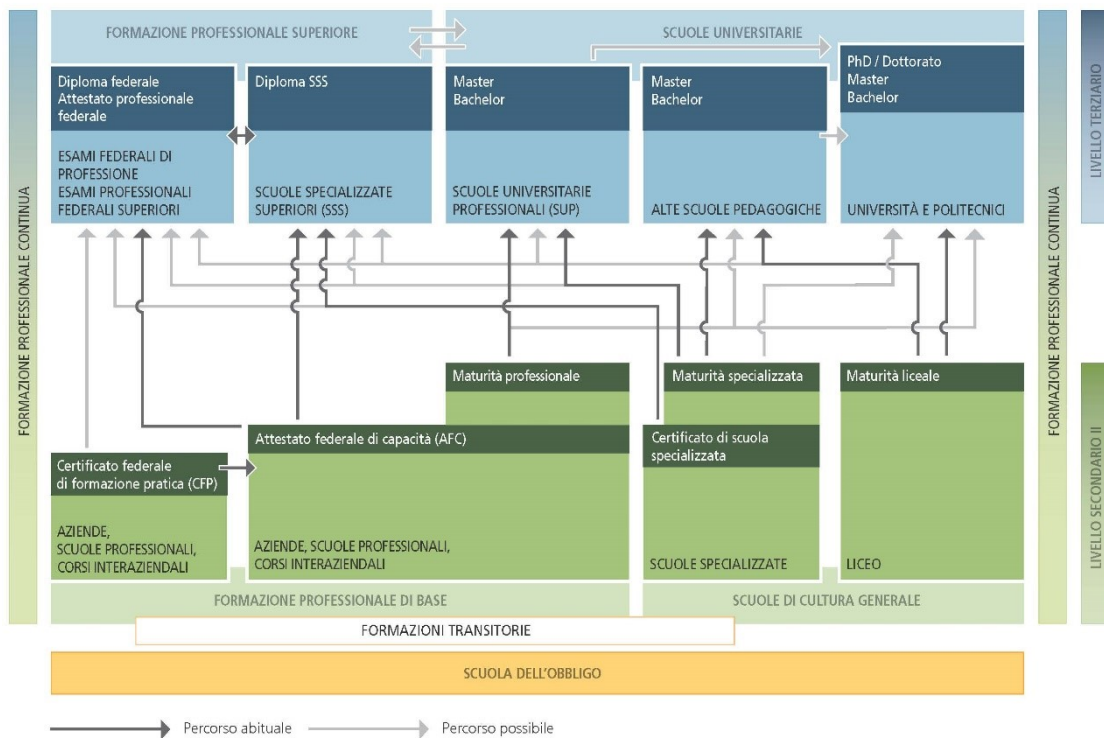 FORMAZIONE PROFESSIONALE SUPERIORE
SCUOLE UNIVERSITARIE
Diploma federale
Attestato professionale
federale
Diploma SSS
Master
Bachelor
Master
Bachelor
PhD / Dottorato
Master
Bachelor
ESAMI FEDERALI DI
PROFESSIONE
ESAMI PROFESSIONALI
FEDERALI SUPERIORI
SCUOLE SPECIALIZZATE
SUPERIORI (SSS)
SCUOLE UNIVERSITARIE
PROFESSIONALI (SUP)
ALTE SCUOLE PEDAGOGICHE
UNIVERSITÀ E POLITECNICI
FORMAZIONE PROFESSIONALE CONTINUA
FORMAZIONE PROFESSIONALE CONTINUA
LIVELLO TERZIARIO
LIVELLO SECONDARIO II
Maturità professionale
Maturità specializzata
Maturità liceale
Attestato federale di capacità (AFC)
Certificato di scuola
specializzata
Certificato federale
di formazione pratica (CFP)
AZIENDE,
SCUOLE PROFESSIONALI,
CORSI INTERAZIENDALI
AZIENDE, SCUOLE PROFESSIONALI,
CORSI INTERAZIENDALI
SCUOLE SPECIALIZZATE
LICEO
FORMAZIONE PROFESSIONALE DI BASE
SCUOLE DI CULTURA GENERALE
FORMAZIONI TRANSITORIE
SCUOLA DELL'OBBLIGO
Percorso abituale
Percorso possibile